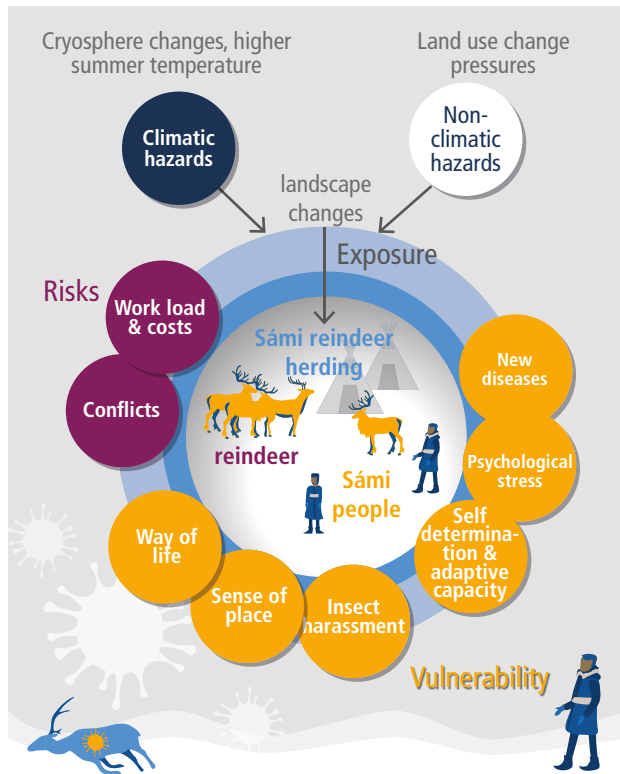 Cryosphere changes, higher
summer temperature
Land use change
pressures
Climatic
hazards
Non-
climatic
hazards
landscape
changes
Exposure
Risks
Work load
& costs
Conflicts
Sámi reindeer
herding
reindeer
Sámi
people
New
diseases
Psychological
stress
Self
determina-
tion &
adaptive
capacity
Way of
life
Sense of
place
Insect
harassment
Vulnerability